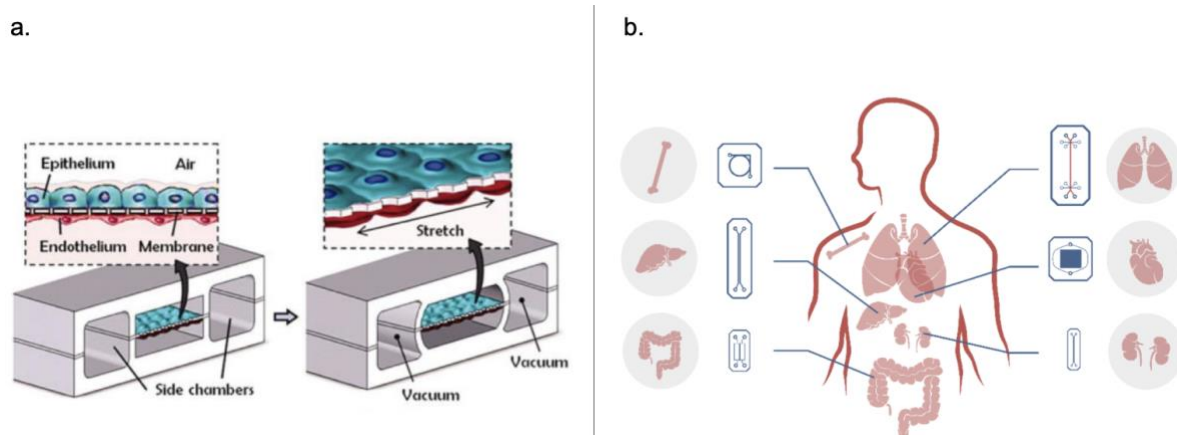 a.
Epithelium
Air
Endothelium
Membrane
Side chambers
Stretch
Vacuum
Vacuum
b.